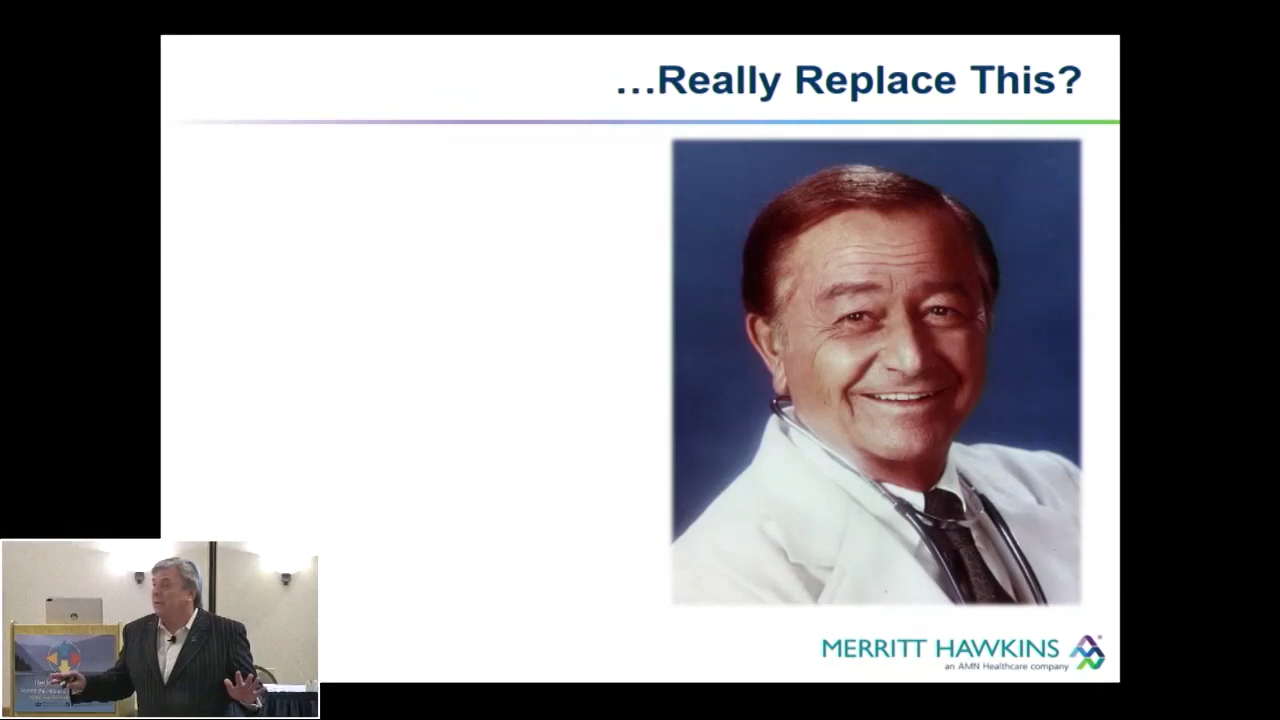 …Really Replace This?
MERRITT HAWKINS
an AMN Healthcare company